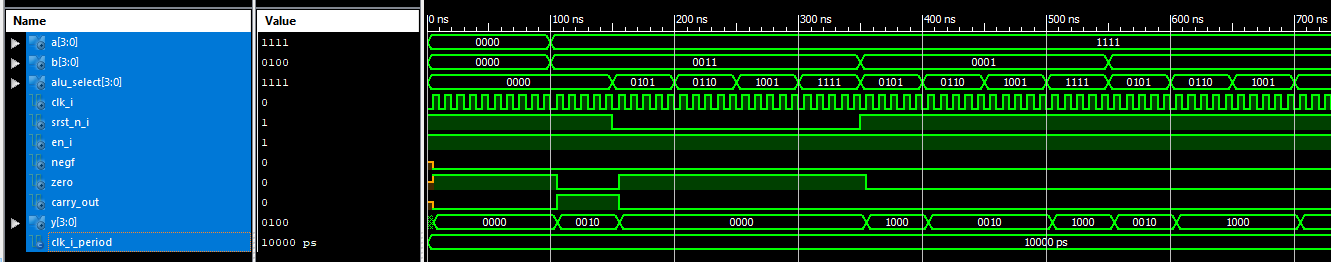 Name Value 0 ns 100 ns 200 ns 300 ns 400 ns 500 ns 600 ns 700 ns
a[3:0] 1111 0000 1111
b[3:0] 0100 0000 0011 0001
alu_select[3:0] 1111 0000 0101 0110 1001 1111 0101 0110 1001 1111 0101 0110 1001
clk_i 0
srst_n_i 1
en_i 1
negf 0
zero 0
carry_out 0
y[3:0] 0100 0000 0010 0000 1000 0010 1000 0010 1000
clk_i_period 10000 ps 10000 ps